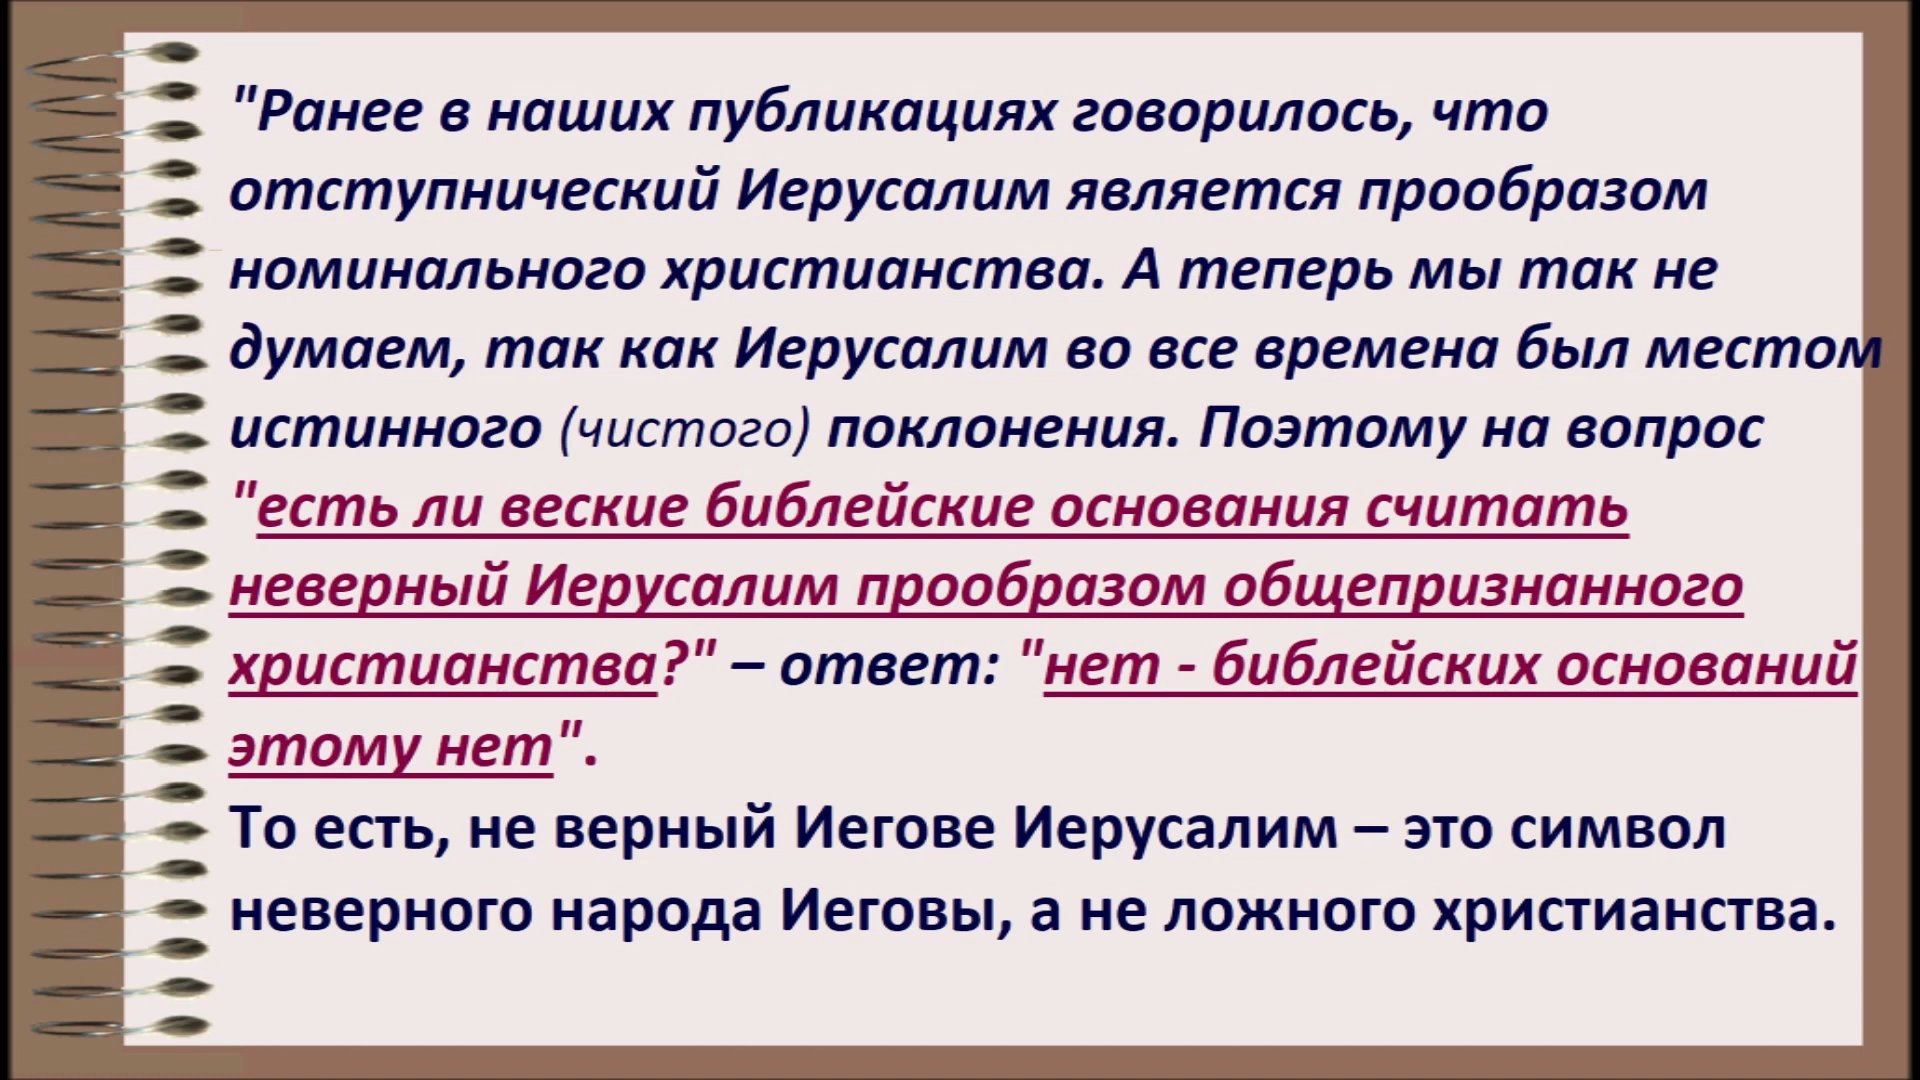 "Ранее в наших публикациях говорилось, что
отступнический Иерусалим является прообразом
номинального христианства. А теперь мы так не
думаем, так как Иерусалим во все времена был местом
истинного (чистого) поклонения. Поэтому на вопрос
"есть ли веские библейские основания считать
неверный Иерусалим прообразом общепризнанного
христианства?" – ответ: "нет - библейских оснований
этому нет".
То есть, не верный Иегове Иерусалим – это символ
неверного народа Иеговы, а не ложного христианства.